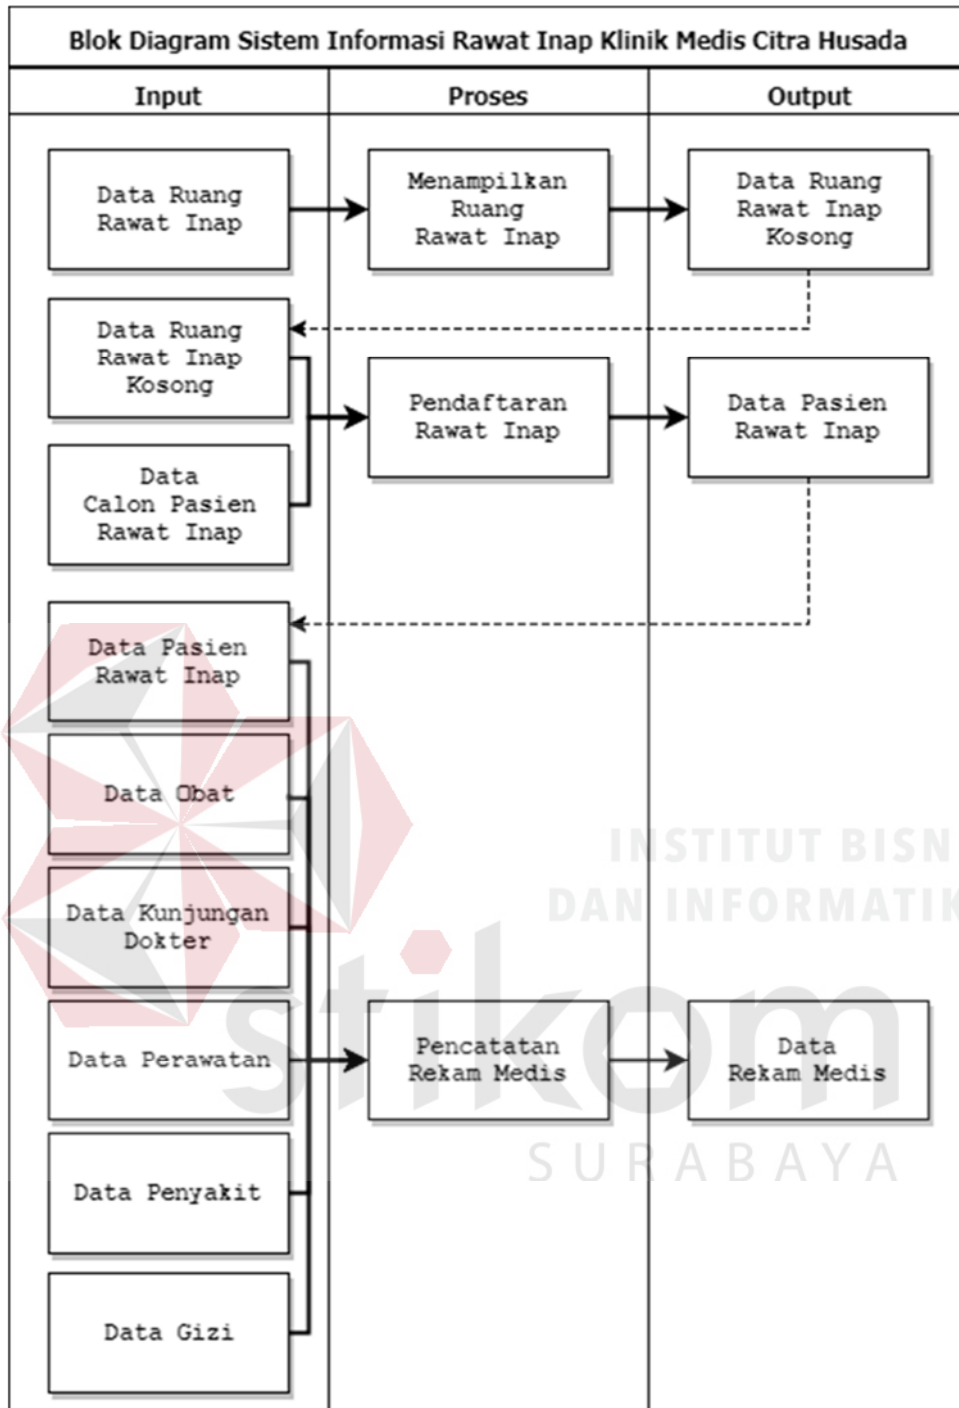 Blok Diagram Sistem Informasi Rawat Inap Klinik Medis Citra Husada
Input
Proses
Output
Data Ruang
Rawat Inap
Menampilkan
Ruang
Rawat Inap
Data Ruang
Rawat Inap
Kosong
Data Ruang
Rawat Inap
Kosong
Data
Calon Pasien
Rawat Inap
Pendaftaran
Rawat Inap
Data Pasien
Rawat Inap
Data Pasien
Rawat Inap
Data Obat
Data Kunjungan
Dokter
Data Perawatan
Data Penyakit
Data Gizi
Pencatatan
Rekam Medis
Data
Rekam Medis
INSTITUT BISN
DAN INFORMATIK
stikom
SURABAYA